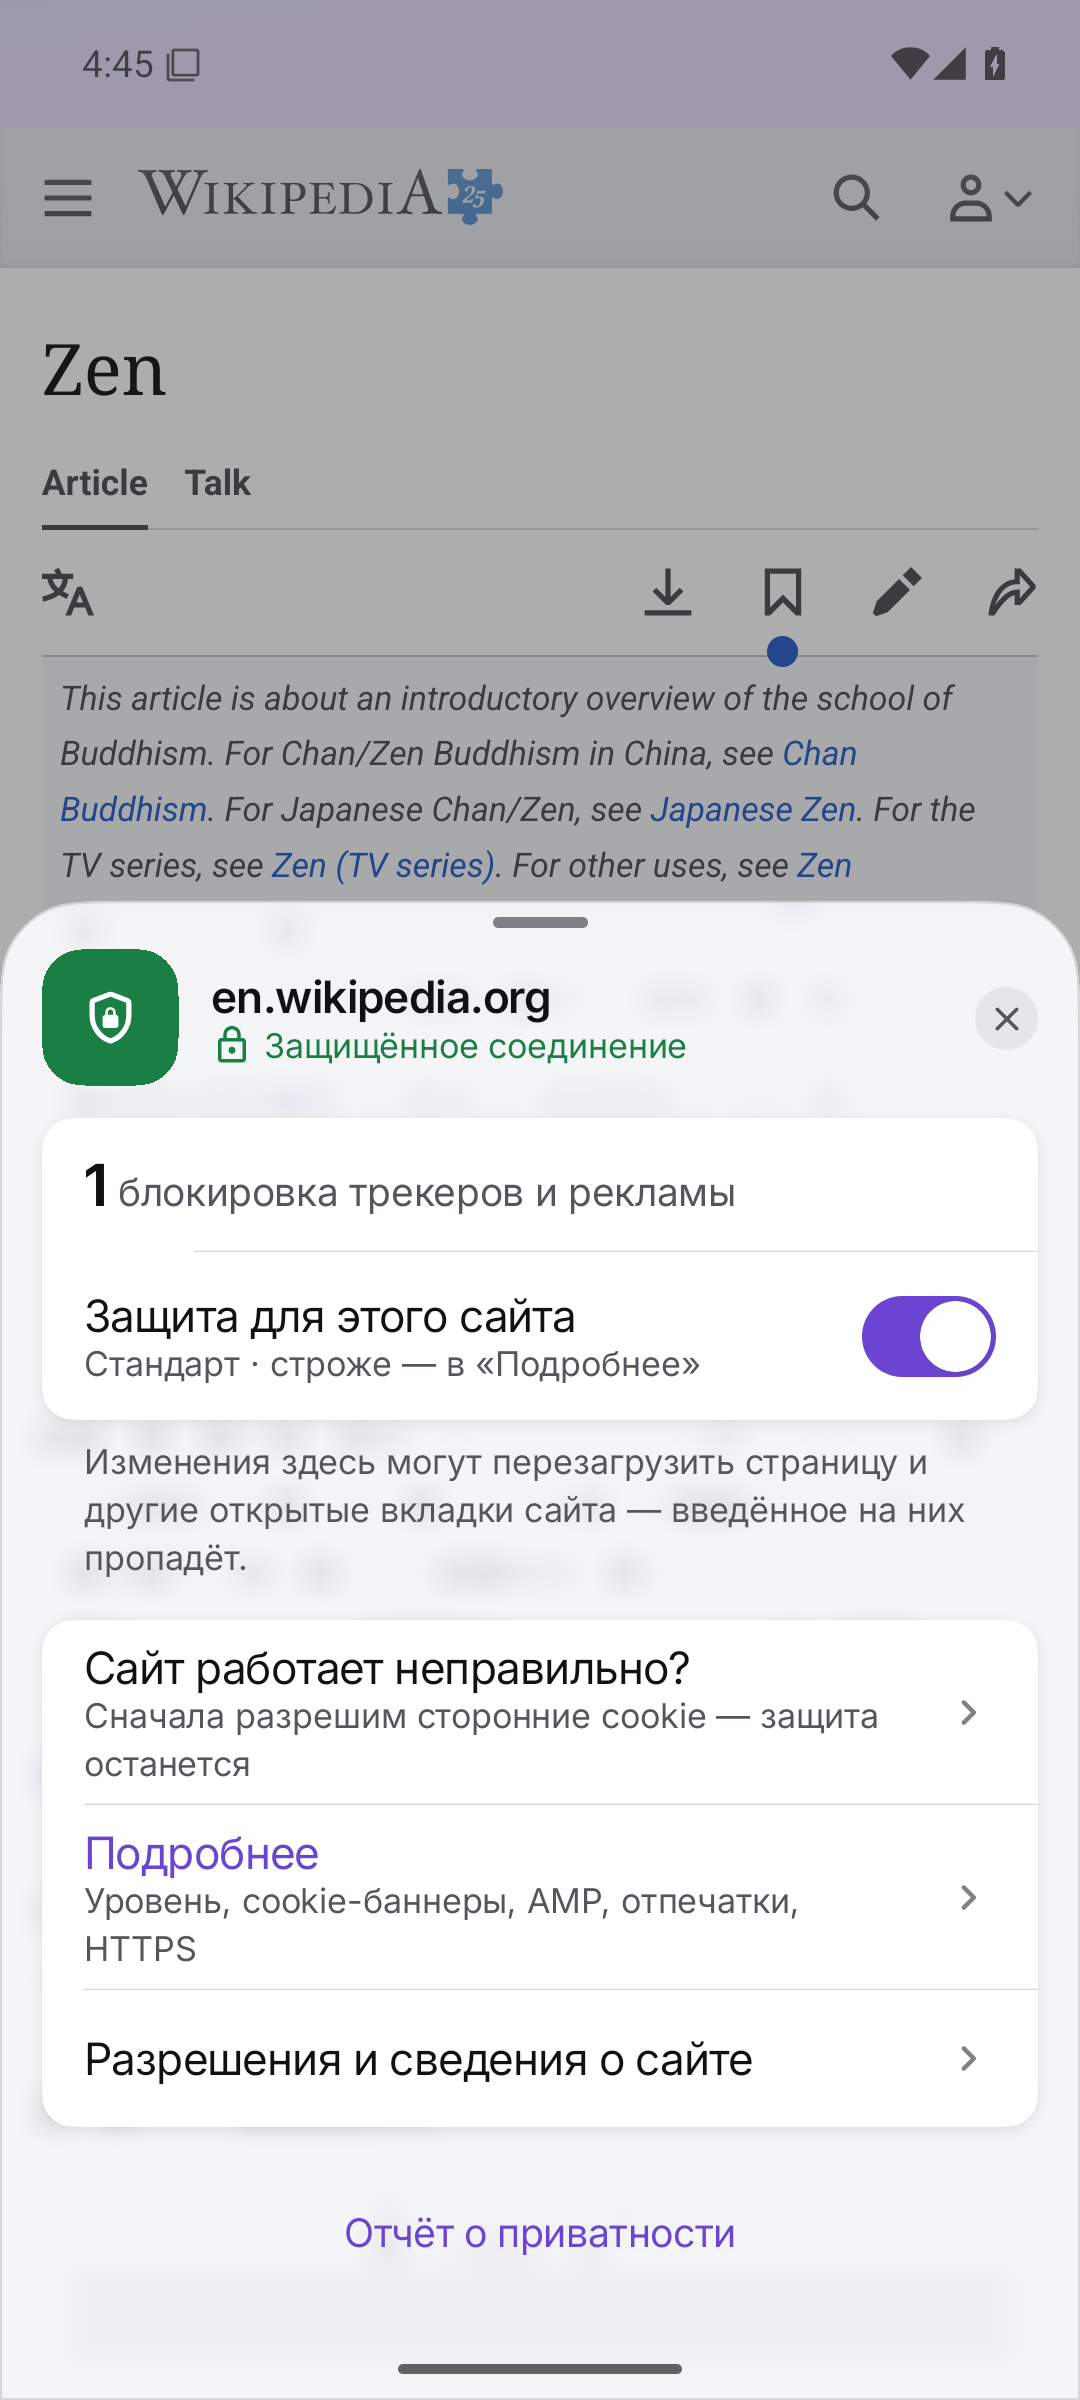 4:45
WIKIPEDIA 25
Zen
Article Talk
This article is about an introductory overview of the school of
Buddhism. For Chan/Zen Buddhism in China, see Chan
Buddhism. For Japanese Chan/Zen, see Japanese Zen. For the
TV series, see Zen (TV series). For other uses, see Zen
en.wikipedia.org
Защищённое соединение
1 блокировка трекеров и рекламы
Защита для этого сайта
Стандарт · строже — в «Подробнее»
Изменения здесь могут перезагрузить страницу и
другие открытые вкладки сайта — введённое на них
пропадёт.
Сайт работает неправильно?
Сначала разрешим сторонние cookie — защита
останется
Подробнее
Уровень, cookie-баннеры, AMP, отпечатки,
HTTPS
Разрешения и сведения о сайте
Отчёт о приватности